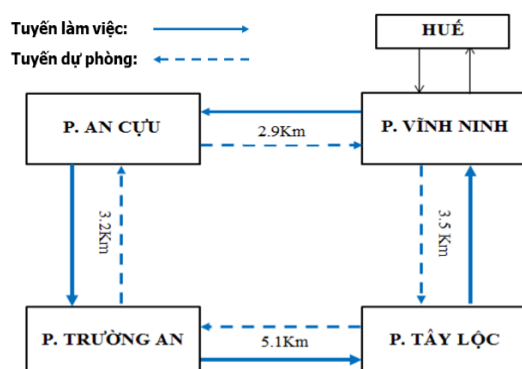 Tuyến làm việc:
HUẾ
Tuyến dự phòng:
P. AN CỰU
2.9Km
P. VĨNH NINH
3.2Km
3.5 Km
P. TRƯỜNG AN
5.1Km
P. TÂY LỘC